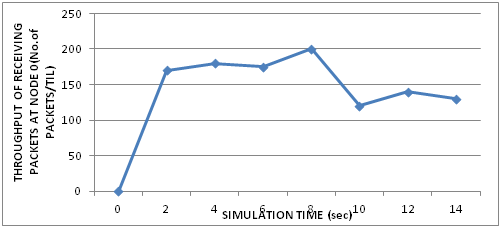 THROUGHPUT OF RECEIVING
PACKETS AT NODE 0(No.of
PACKETS/TIL)
250
200
150
100
50
0
0 2 4 6 8 10 12 14
SIMULATION TIME (sec)